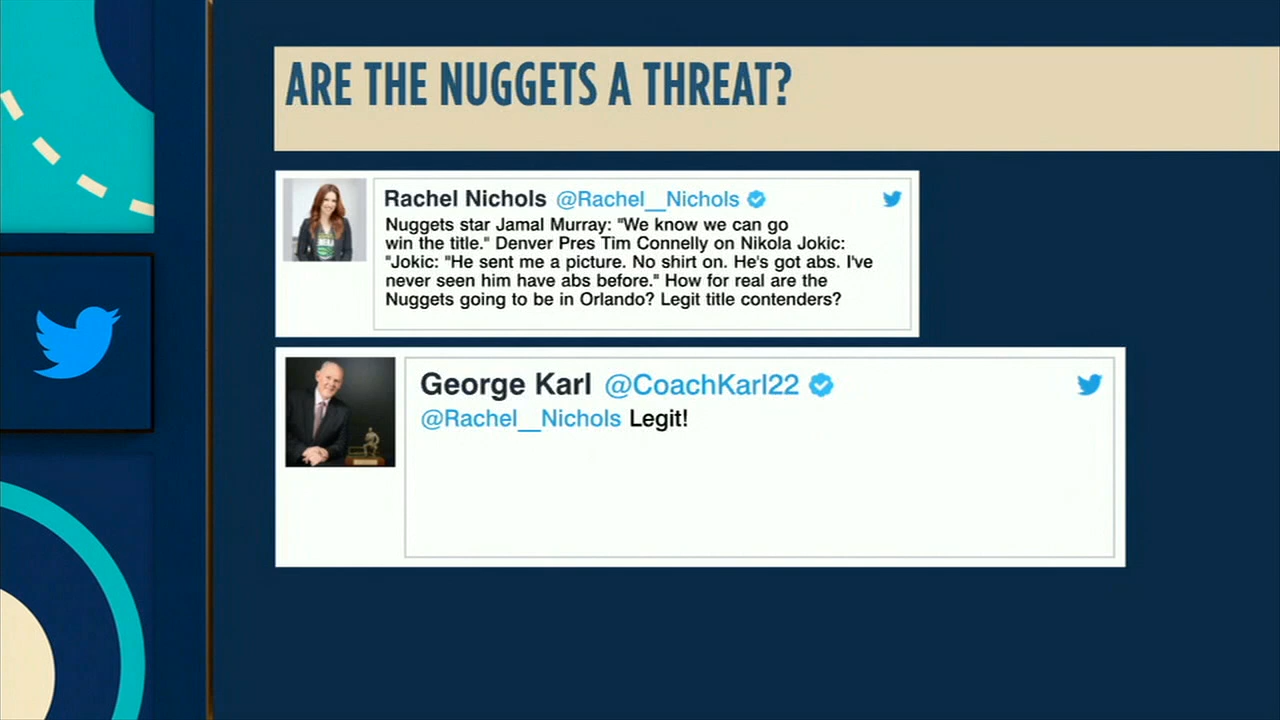 ARE THE NUGGETS A THREAT?
Rachel Nichols @Rachel__Nichols
Nuggets star Jamal Murray: "We know we can go
win the title." Denver Pres Tim Connelly on Nikola Jokic:
"Jokic: "He sent me a picture. No shirt on. He's got abs. I've
never seen him have abs before." How for real are the
Nuggets going to be in Orlando? Legit title contenders?
George Karl @CoachKarl22
@Rachel__Nichols Legit!